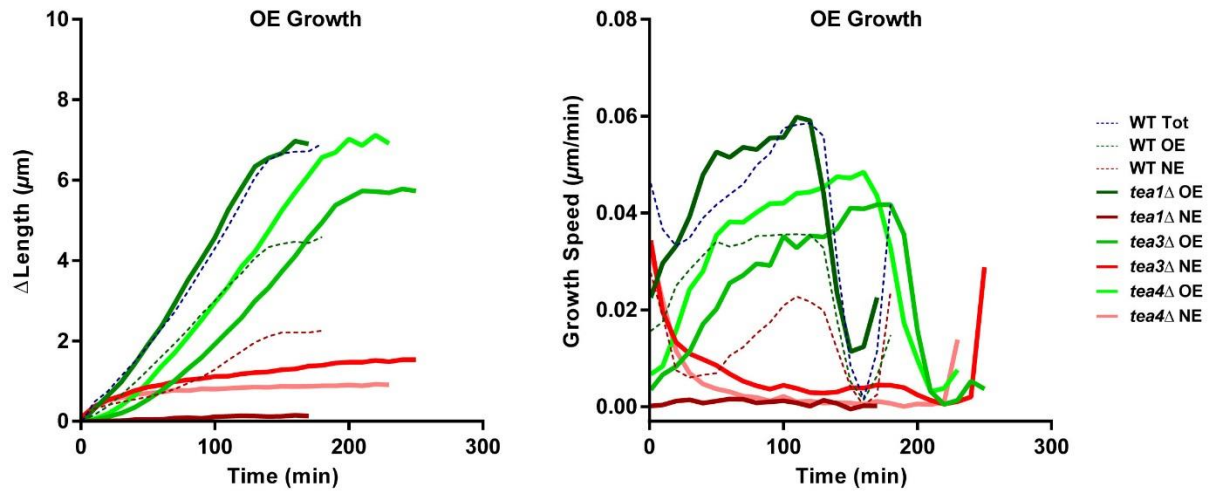 OE Growth
10
8
6
4
2
0
ΔLength (µm)
0
100
200
300
Time (min)
OE Growth
0.08
0.06
0.04
0.02
0.00
Growth Speed (µm/min)
0
100
200
300
Time (min)
WT Tot
WT OE
WT NE
tea1Δ OE
tea1Δ NE
tea3Δ OE
tea3Δ NE
tea4Δ OE
tea4Δ NE